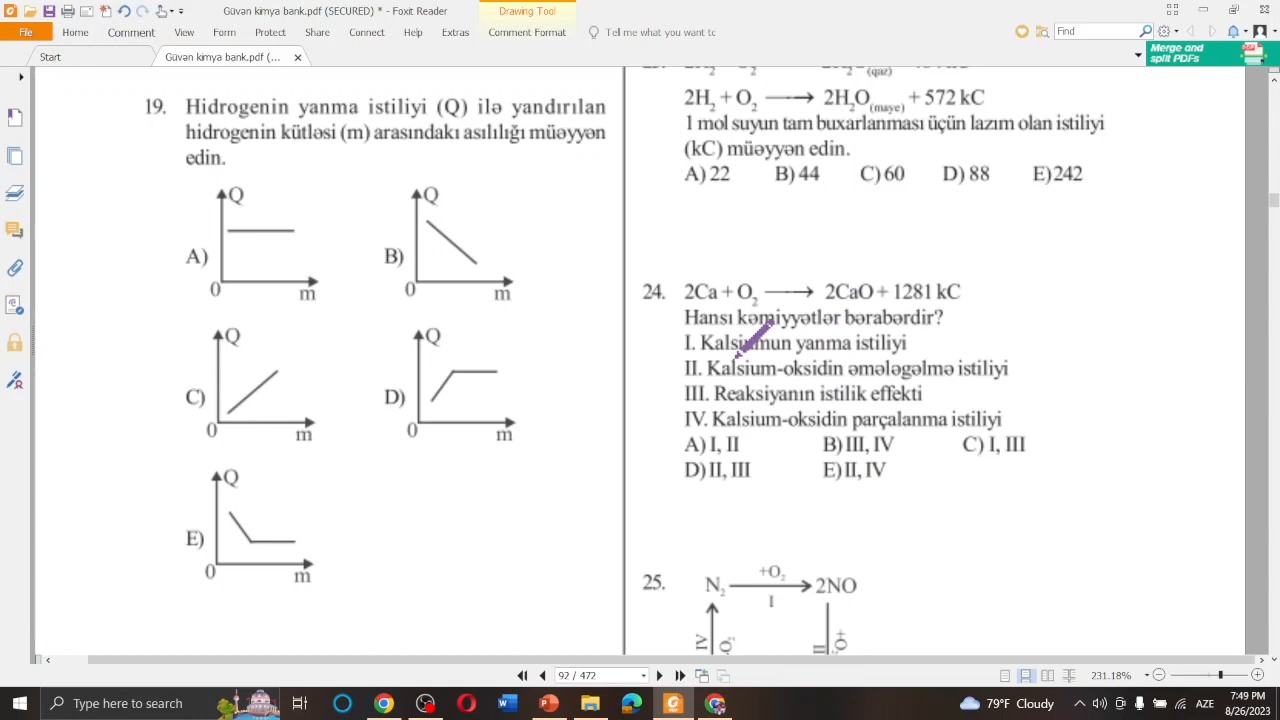 Güvən kimya bank.pdf (SECURED) * - Foxit Reader
Drawing Tool
File Home Comment View Form Protect Share Connect Help Extras Comment Format Tell me what you want to Find
Start
Güvən kimya bank.pdf (SECURED) * ...
Merge and
split PDFs
19. Hidrogenin yanma istiliyi (Q) ilə yandırılan
hidrogenin kütləsi (m) arasındakı asılılığı müəyyən
edin.
Q
Q
A)
B)
0 m
0 m
Q
Q
C)
D)
0 m
0 m
Q
E)
0 m
(qaz)
2H2 + O2 → 2H2O(maye) + 572 kC
1 mol suyun tam buxarlanması üçün lazım olan istiliyi
(kC) müəyyən edin.
A) 22 B) 44 C) 60 D) 88 E) 242
24. 2Ca + O2 → 2CaO + 1281 kC
Hansı kəmiyyətlər bərabərdir?
I. Kalsiumun yanma istiliyi
II. Kalsium-oksidin əmələgəlmə istiliyi
III. Reaksiyanın istilik effekti
IV. Kalsium-oksidin parçalanma istiliyi
A) I, II B) III, IV C) I, III
D) II, III E) II, IV
25. N2 +O2 → 2NO
I
IV
II
92 / 472
231.18%
Type here to search
79°F Cloudy
AZE
7:49 PM
8/26/2023